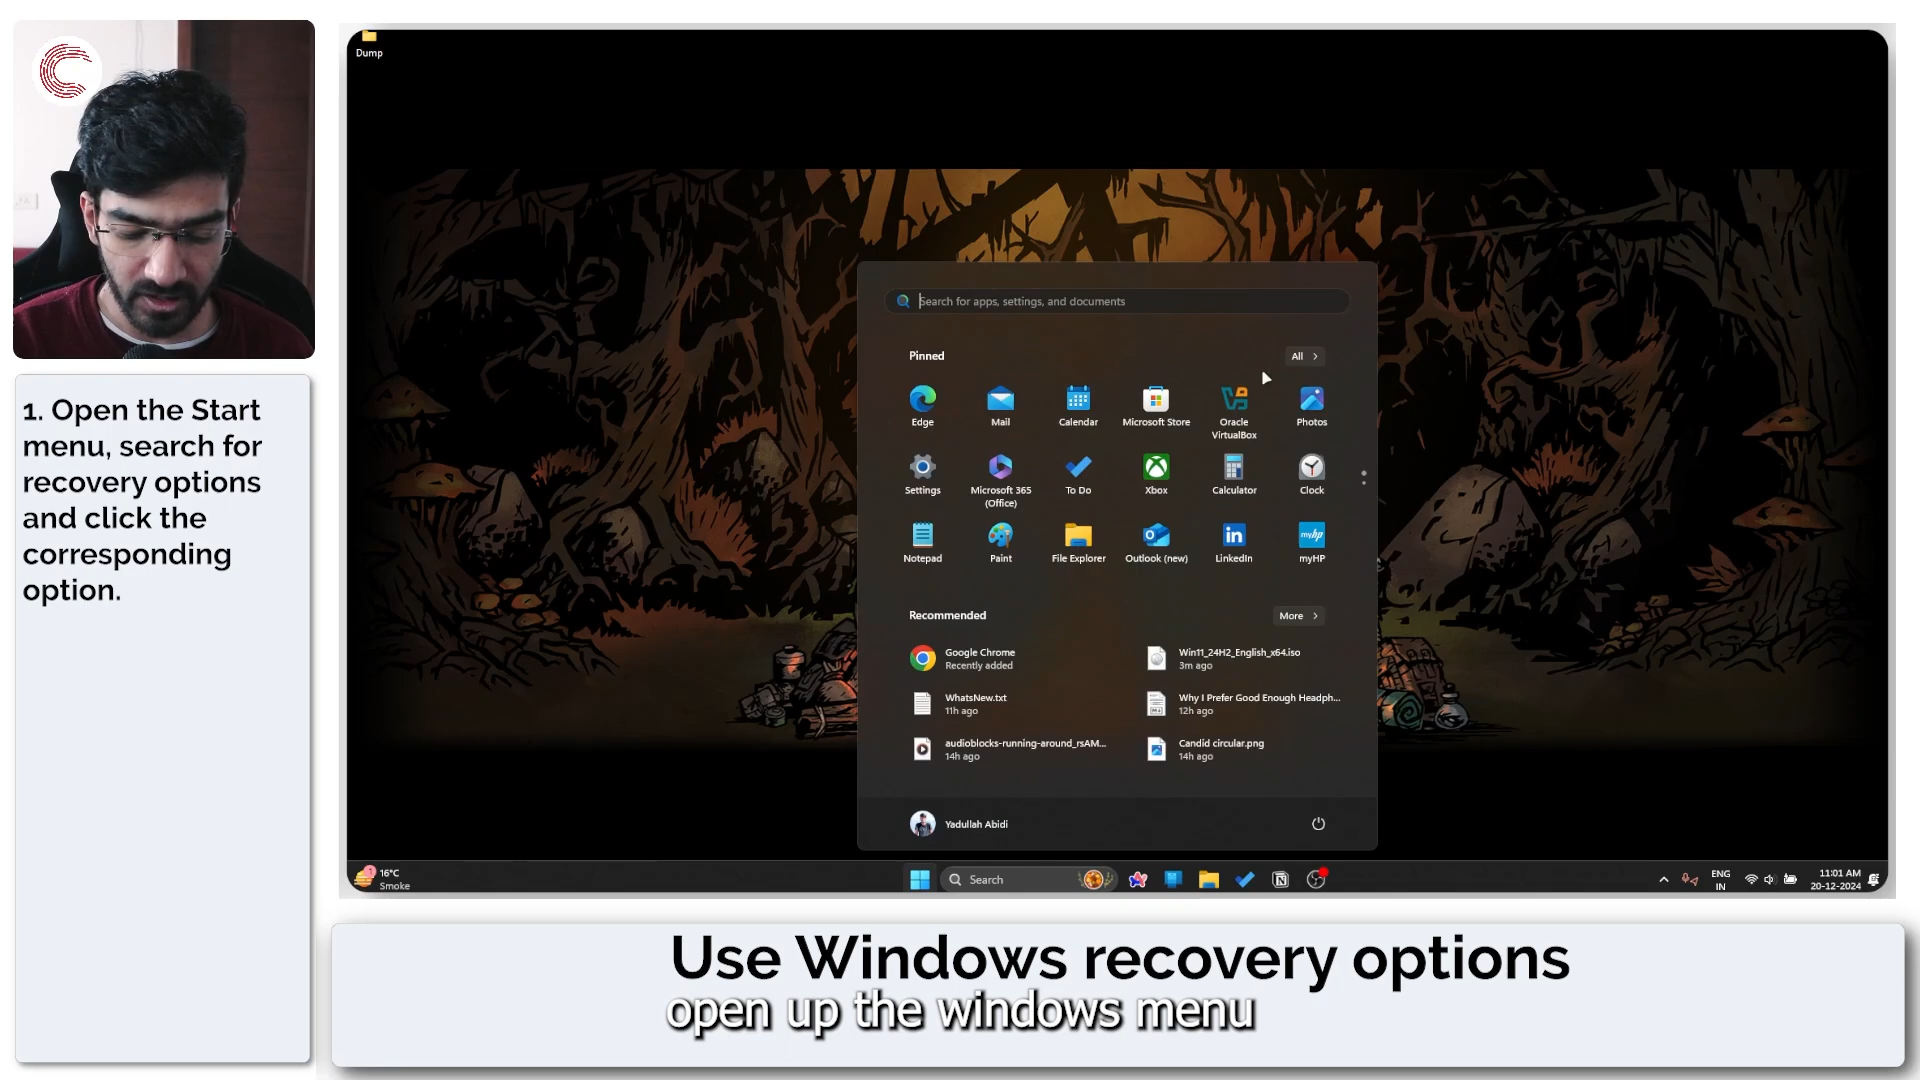 Dump
1. Open the Start
menu, search for
recovery options
and click the
corresponding
option.
Search for apps, settings, and documents
Pinned
All
Edge
Mail
Calendar
Microsoft Store
Oracle
VirtualBox
Photos
Settings
Microsoft 365
(Office)
To Do
Xbox
Calculator
Clock
Notepad
Paint
File Explorer
Outlook (new)
LinkedIn
myHP
Recommended
More
Google Chrome
Recently added
Win11_24H2_English_x64.iso
3m ago
WhatsNew.txt
11h ago
Why I Prefer Good Enough Headph...
12h ago
audioblocks-running-around_rsAM...
14h ago
Candid circular.png
14h ago
Yadullah Abidi
16°C
Smoke
Search
ENG
IN
11:01 AM
20-12-2024
Use Windows recovery options
open up the windows menu